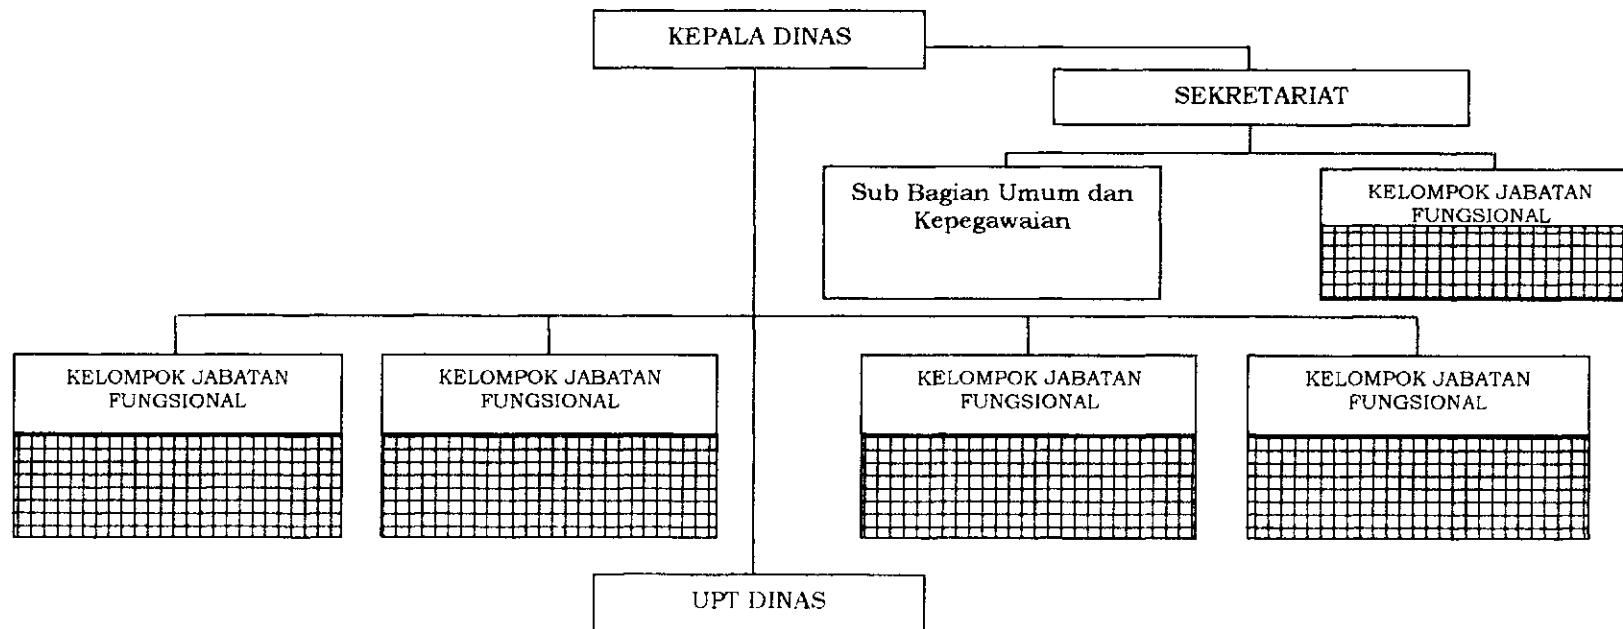 KEPALA DINAS
SEKRETARIAT
Sub Bagian Umum dan
Kepegawaian
KELOMPOK JABATAN
FUNGSIONAL
KELOMPOK JABATAN
FUNGSIONAL
KELOMPOK JABATAN
FUNGSIONAL
KELOMPOK JABATAN
FUNGSIONAL
KELOMPOK JABATAN
FUNGSIONAL
UPT DINAS